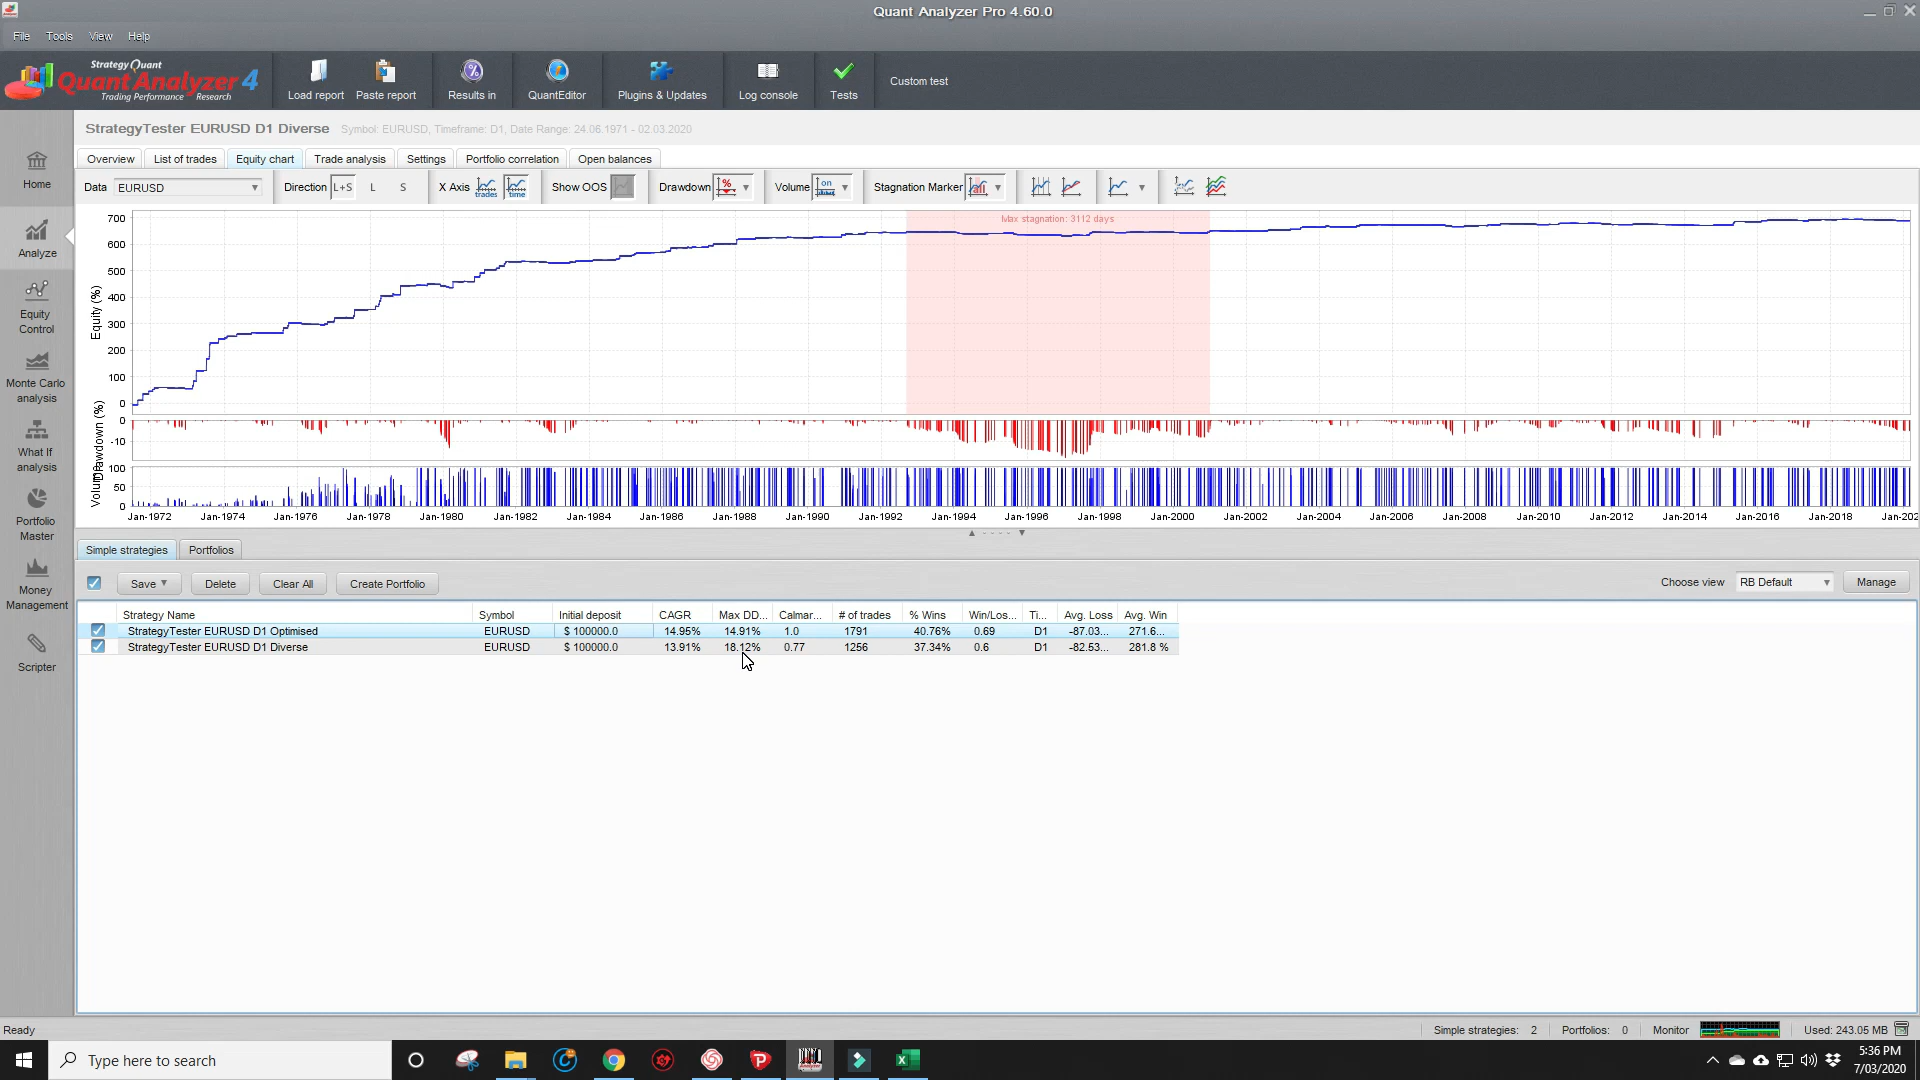 Quant Analyzer Pro 4.60.0
File Tools View Help
StrategyQuant
QuantAnalyzer 4
Trading Performance Research
Load report
Paste report
Results in
QuantEditor
Plugins & Updates
Log console
Tests
Custom test
StrategyTester EURUSD D1 Diverse Symbol: EURUSD, Timeframe: D1, Date Range: 24.06.1971 - 02.03.2020
Overview List of trades Equity chart Trade analysis Settings Portfolio correlation Open balances
Data EURUSD Direction L+S L S X Axis trades time Show OOS Drawdown % Volume on Stagnation Marker
Home
Analyze
Equity Control
Monte Carlo analysis
What If analysis
Portfolio Master
Money Management
Scripter
Max stagnation: 3112 days
Equity (%)
700
600
500
400
300
200
100
0
Drawdown (%)
0
-10
Volume
100
50
0
Jan-1972 Jan-1974 Jan-1976 Jan-1978 Jan-1980 Jan-1982 Jan-1984 Jan-1986 Jan-1988 Jan-1990 Jan-1992 Jan-1994 Jan-1996 Jan-1998 Jan-2000 Jan-2002 Jan-2004 Jan-2006 Jan-2008 Jan-2010 Jan-2012 Jan-2014 Jan-2016 Jan-2018 Jan-202
Simple strategies Portfolios
Save Delete Clear All Create Portfolio Choose view RB Default Manage
Strategy Name Symbol Initial deposit CAGR Max DD... Calmar... # of trades % Wins Win/Los... Ti... Avg. Loss Avg. Win
StrategyTester EURUSD D1 Optimised EURUSD $ 100000.0 14.95% 14.91% 1.0 1791 40.76% 0.69 D1 -87.03... 271.6...
StrategyTester EURUSD D1 Diverse EURUSD $ 100000.0 13.91% 18.12% 0.77 1256 37.34% 0.6 D1 -82.53... 281.8 %
Ready Simple strategies: 2 Portfolios: 0 Monitor Used: 243.05 MB
Type here to search
5:36 PM
7/03/2020